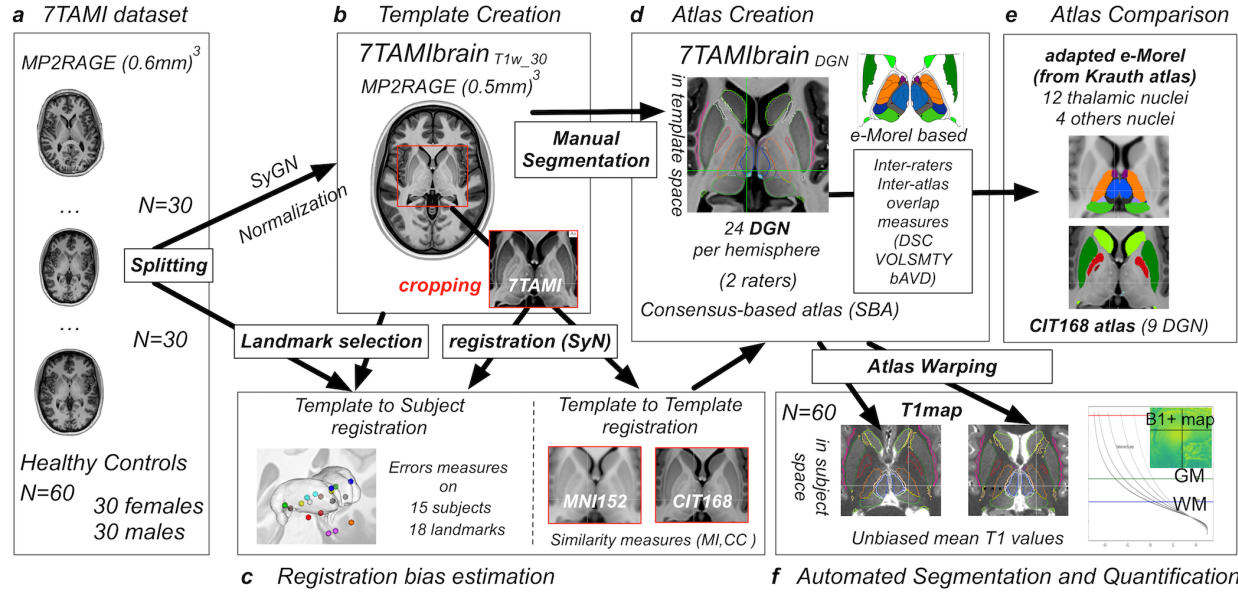 a 7TAMI dataset
MP2RAGE (0.6mm)³
...
N=30
Splitting
...
N=30
Healthy Controls
N=60
30 females
30 males
SyGN
Normalization
b Template Creation
7TAMIbrain T1w_30
MP2RAGE (0.5mm)³
cropping
7TAMI
Manual
Segmentation
Landmark selection
registration (SyN)
Template to Subject
registration
Errors measures
on
15 subjects
18 landmarks
Template to Template
registration
MNI152
CIT168
Similarity measures (MI,CC )
c Registration bias estimation
d Atlas Creation
7TAMIbrain DGN
in template
space
e-Morel based
24 DGN
per hemisphere
(2 raters)
Consensus-based atlas (SBA)
Inter-raters
Inter-atlas
overlap
measures
(DSC
VOLSMTY
bAVD)
e Atlas Comparison
adapted e-Morel
(from Krauth atlas)
12 thalamic nuclei
4 others nuclei
CIT168 atlas (9 DGN)
Atlas Warping
N=60
in subject
space
T1map
B1+ map
GM
WM
Unbiased mean T1 values
f Automated Segmentation and Quantification